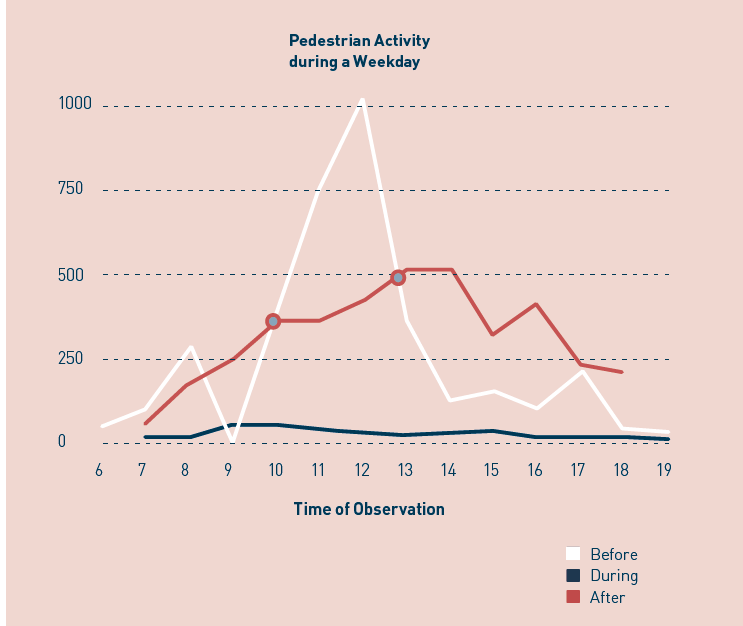 Pedestrian Activity
during a Weekday
1000
750
500
250
0
6 7 8 9 10 11 12 13 14 15 16 17 18 19
Time of Observation
Before
During
After